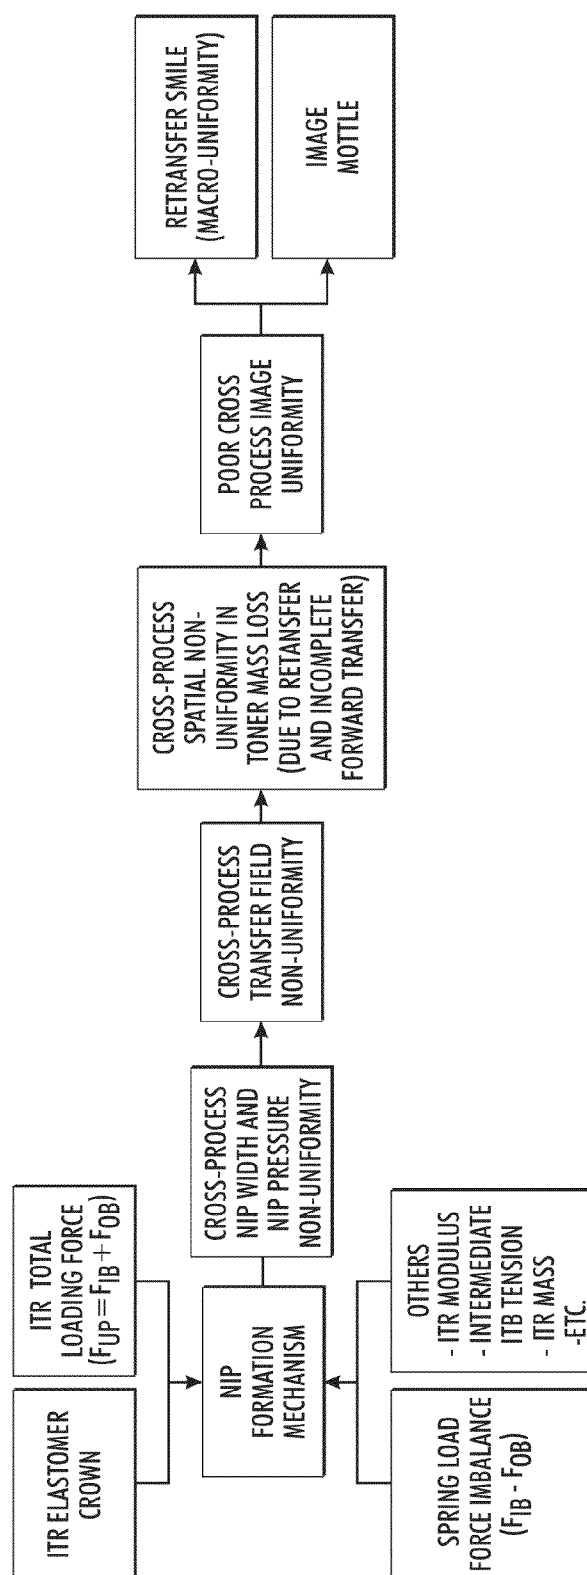 ITR ELASTOMER
CROWN
ITR TOTAL
LOADING FORCE
(FUP=FIB+FOB)
NIP
FORMATION
MECHANISM
SPRING LOAD
FORCE IMBALANCE
(FIB - FOB)
OTHERS
- ITR MODULUS
- INTERMEDIATE
ITB TENSION
- ITR MASS
-ETC.
CROSS-PROCESS
NIP WIDTH AND
NIP PRESSURE
NON-UNIFORMITY
CROSS-PROCESS
TRANSFER FIELD
NON-UNIFORMITY
CROSS-PROCESS
SPATIAL NON-
UNIFORMITY IN
TONER MASS LOSS
(DUE TO RETANSFER
AND INCOMPLETE
FORWARD TRANSFER)
POOR CROSS
PROCESS IMAGE
UNIFORMITY
RETRANSFER SMILE
(MACRO-UNIFORMITY)
IMAGE
MOTTLE